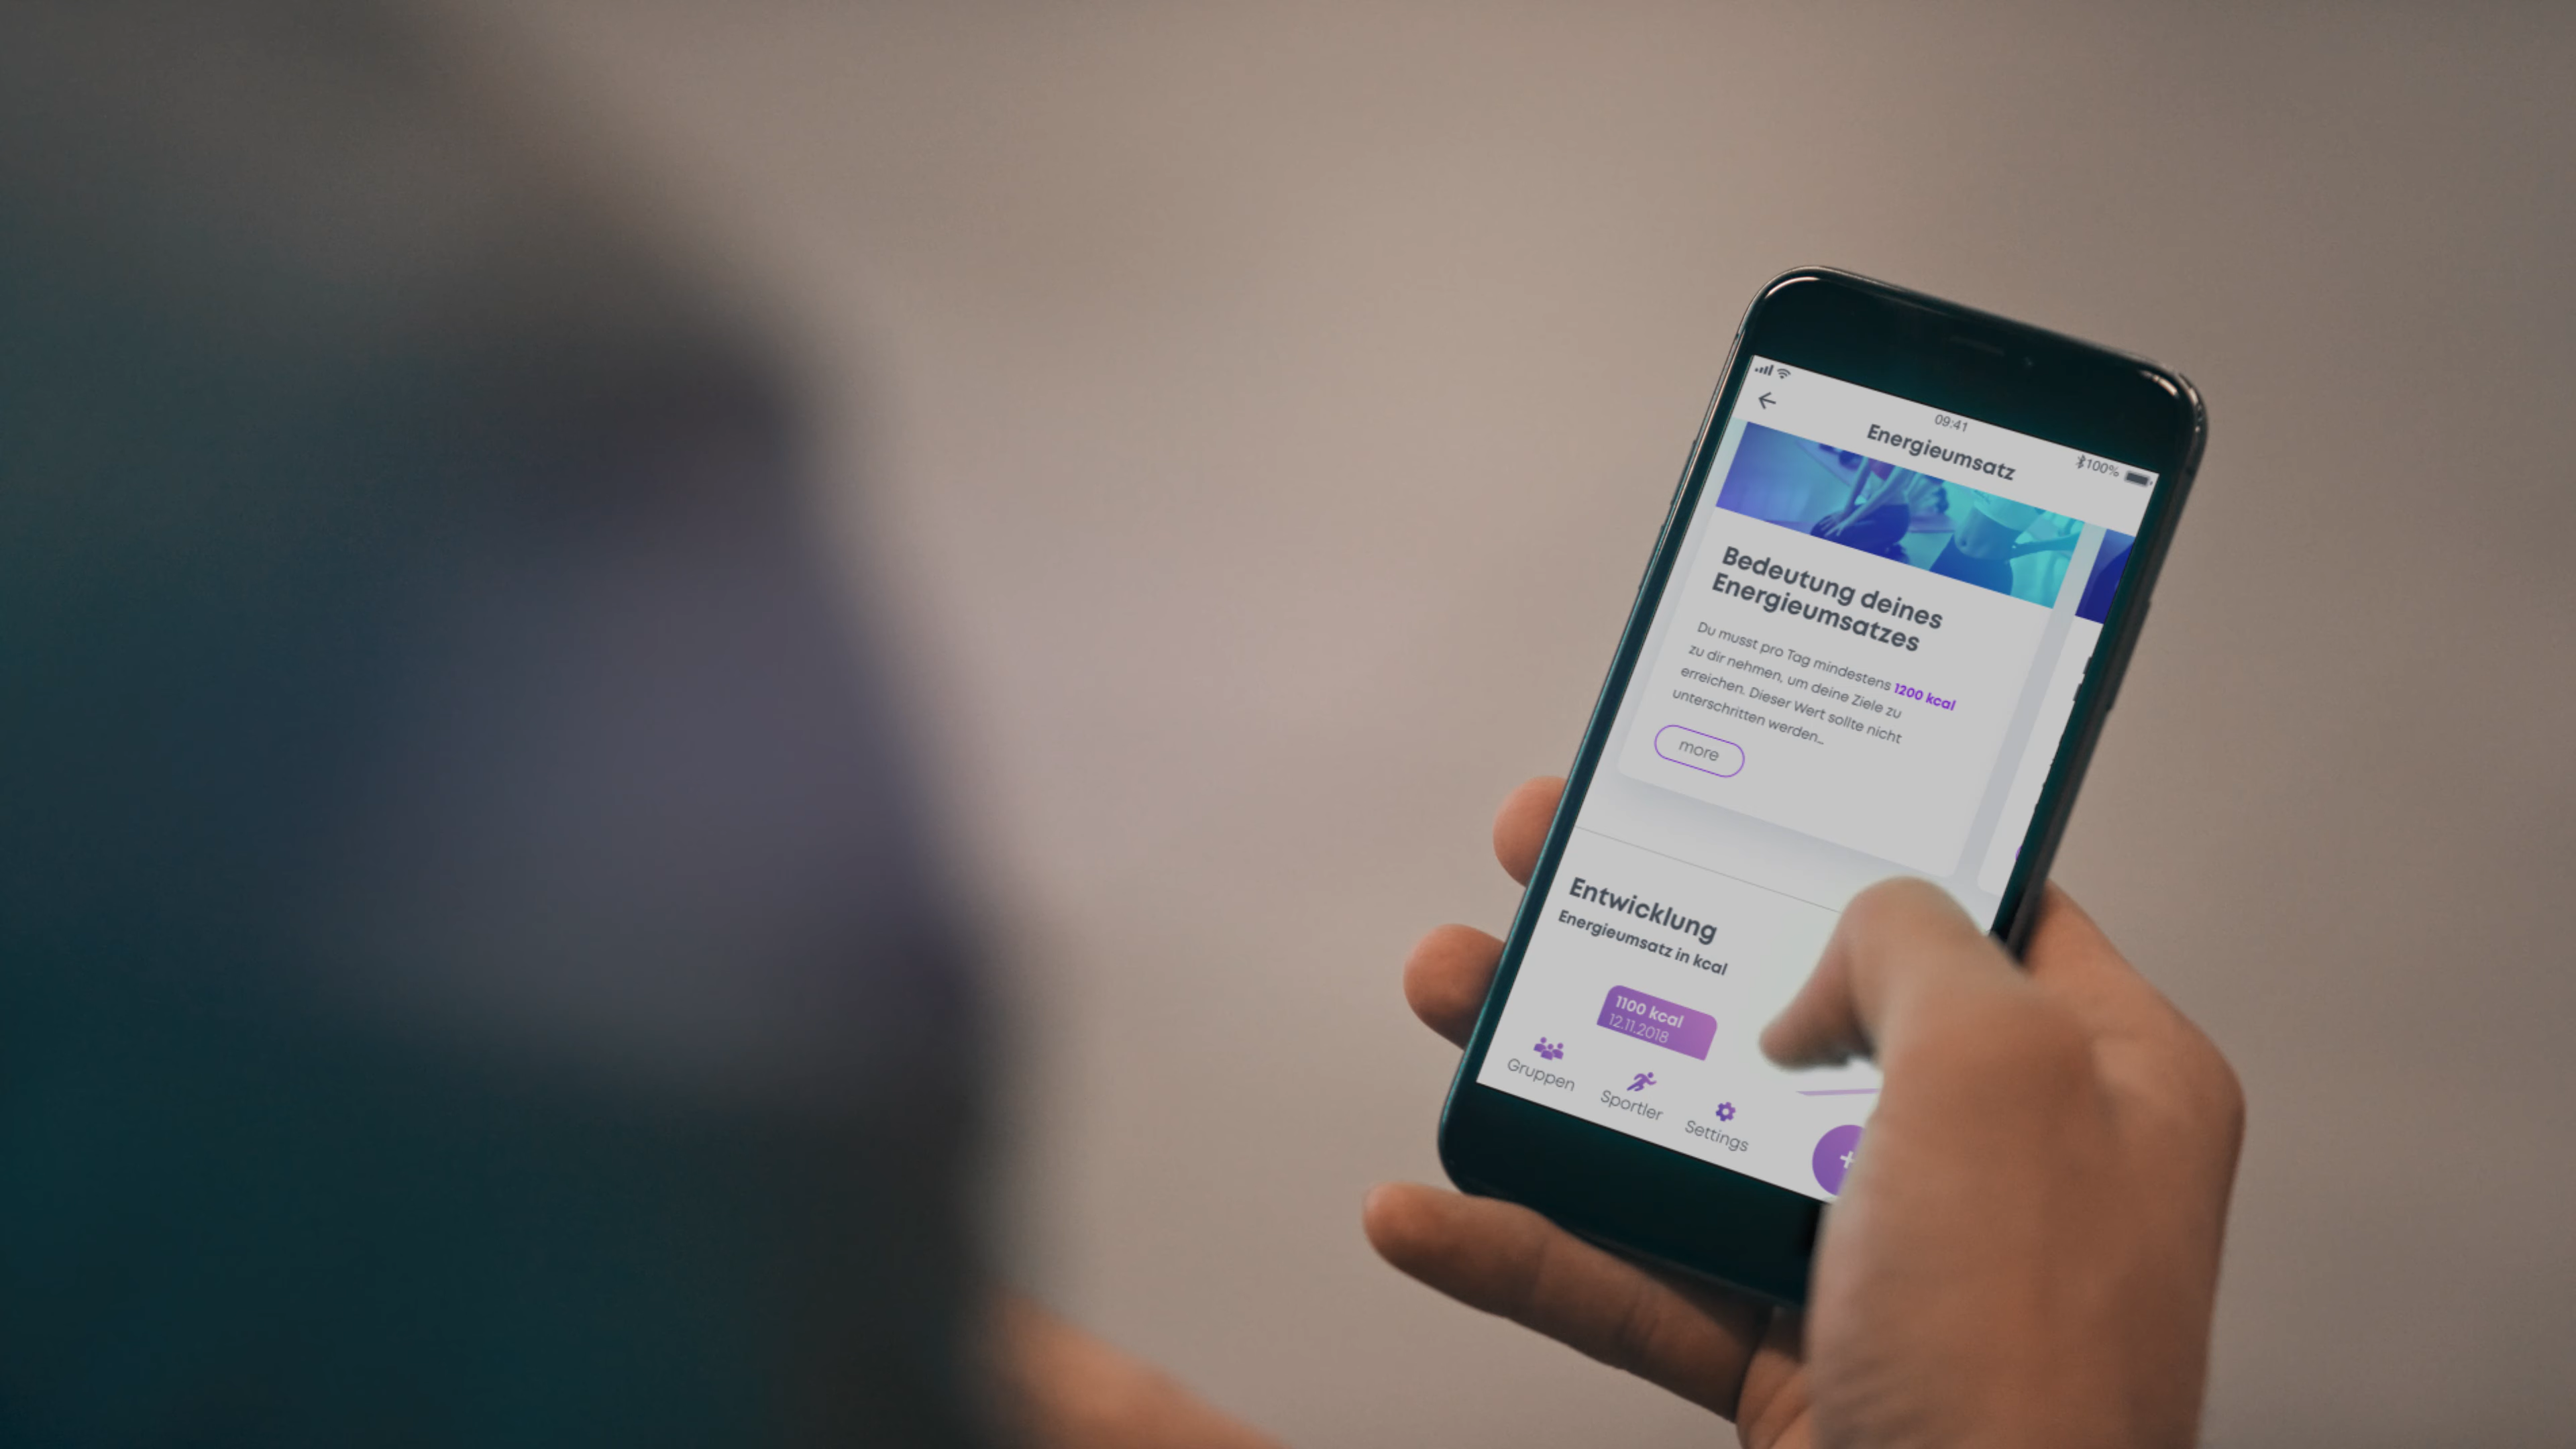 09:41
100%
Energieumsatz
Bedeutung deines
Energieumsatzes
Du musst pro Tag mindestens 1200 kcal
zu dir nehmen, um deine Ziele zu
erreichen. Dieser Wert sollte nicht
unterschritten werden...
more
Entwicklung
Energieumsatz in kcal
1100 kcal
12.11.2018
Gruppen
Sportler
Settings
+